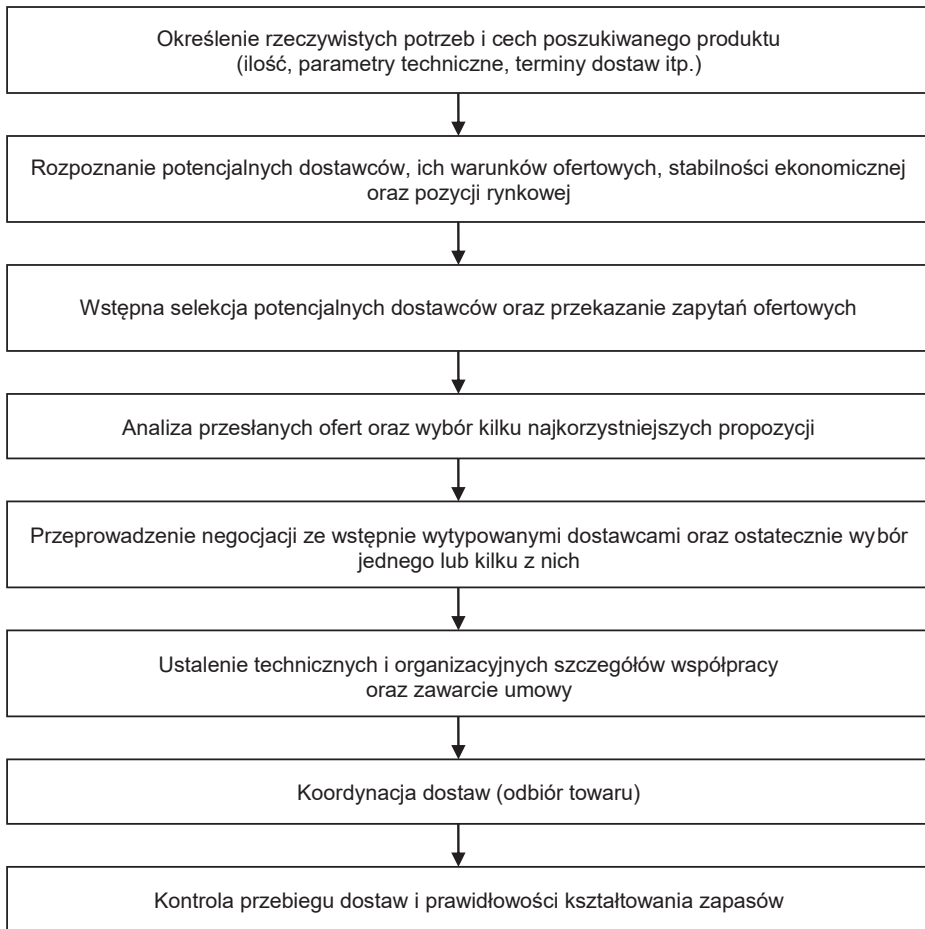 Określenie rzeczywistych potrzeb i cech poszukiwanego produktu
(ilość, parametry techniczne, terminy dostaw itp.)
Rozpoznanie potencjalnych dostawców, ich warunków ofertowych, stabilności ekonomicznej
oraz pozycji rynkowej
Wstępna selekcja potencjalnych dostawców oraz przekazanie zapytań ofertowych
Analiza przesłanych ofert oraz wybór kilku najkorzystniejszych propozycji
Przeprowadzenie negocjacji ze wstępnie wytypowanymi dostawcami oraz ostatecznie wybór
jednego lub kilku z nich
Ustalenie technicznych i organizacyjnych szczegółów współpracy
oraz zawarcie umowy
Koordynacja dostaw (odbiór towaru)
Kontrola przebiegu dostaw i prawidłowości kształtowania zapasów